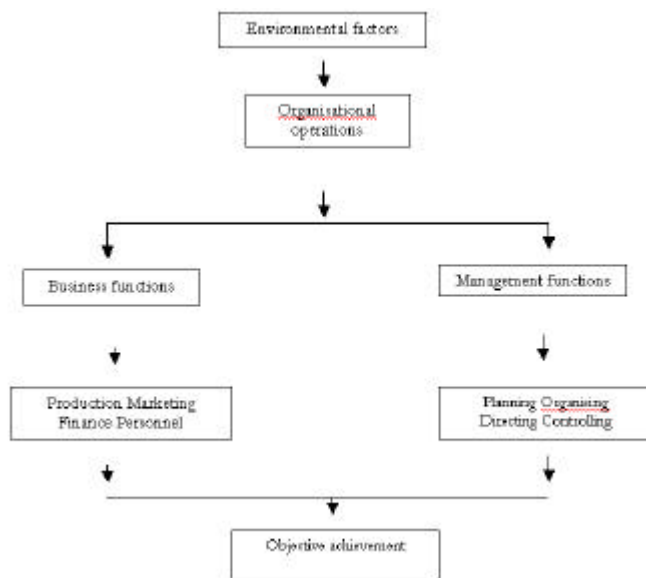 Environmental factors
Organisational
operations
Business functions
Management functions
Production Marketing
Finance Personnel
Planning Organising
Directing Controlling
Objective achievement